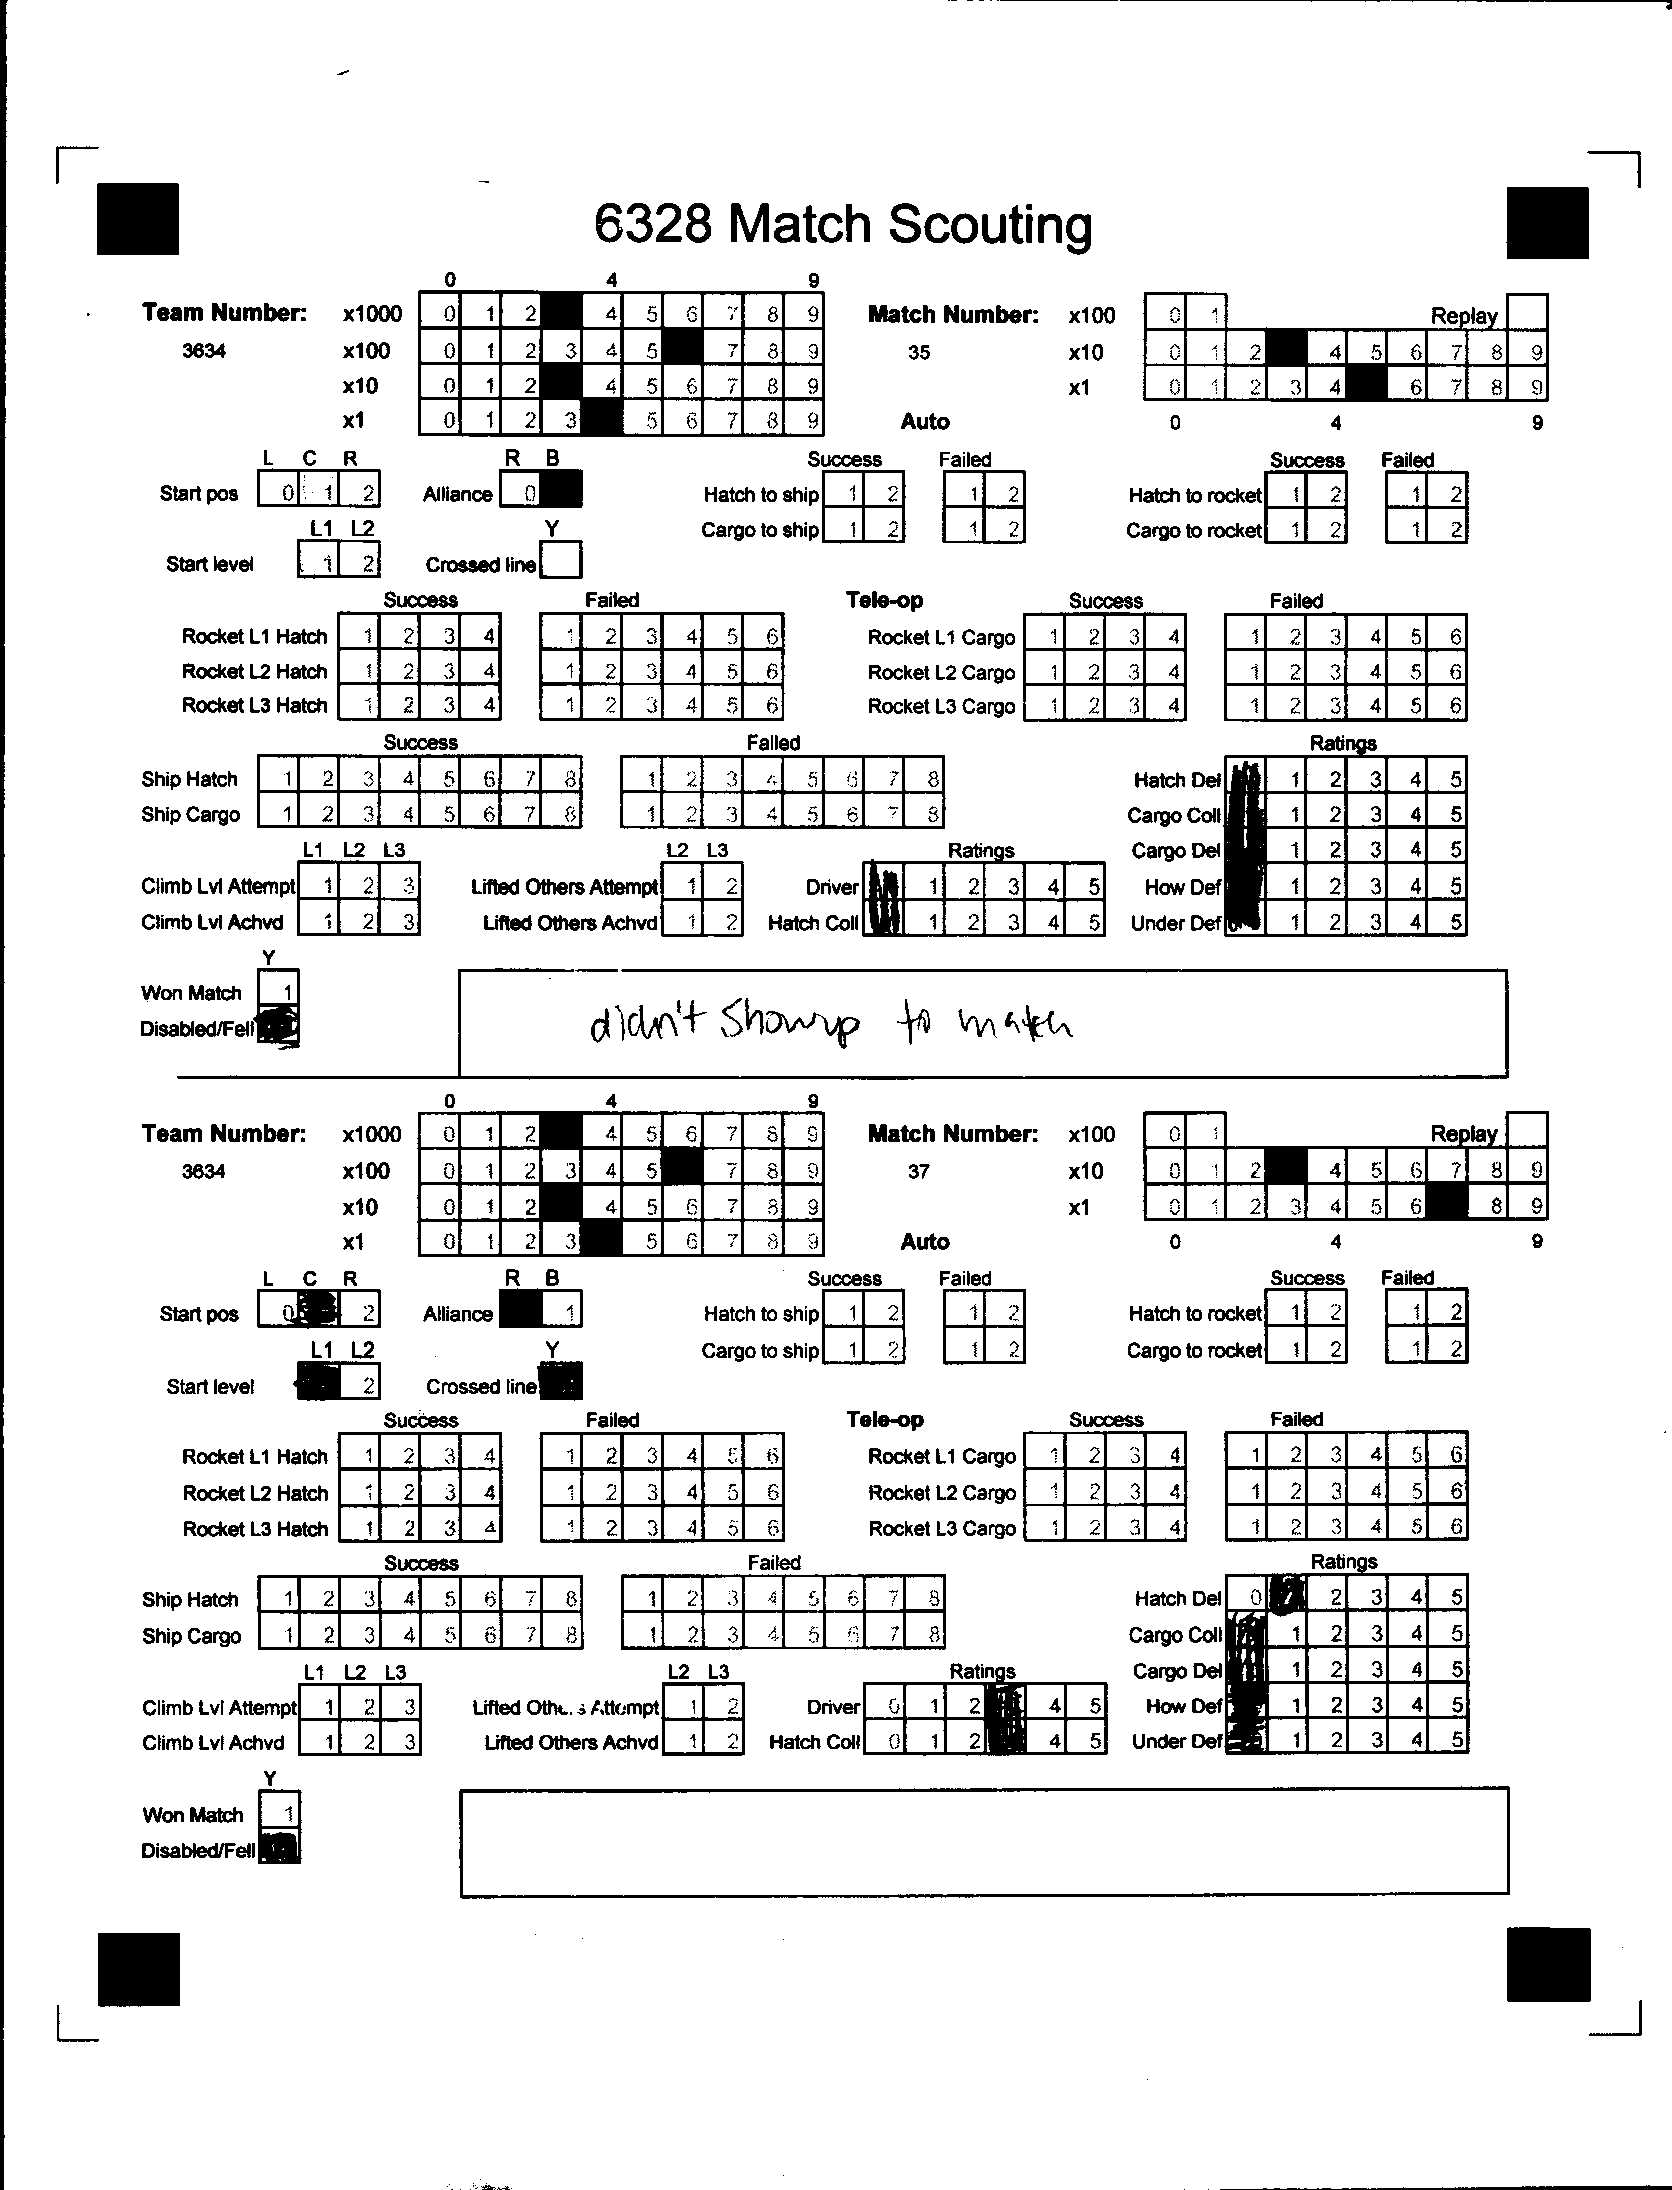 6328 Match Scouting
0 4 9
Team Number: x1000 0 1 2 4 5 6 7 8 9 Match Number: x100 0 1 Replay
3634 x100 0 1 2 3 4 5 7 8 9 35 x10 0 1 2 4 5 6 7 8 9
x10 0 1 2 4 5 6 7 8 9 x1 0 1 2 3 4 6 7 8 9
x1 0 1 2 3 5 6 7 8 9 Auto 0 4 9
L C R R B Success Failed Success Failed
Start pos 0 1 2 Alliance 0 Hatch to ship 1 2 1 2 Hatch to rocket 1 2 1 2
L1 L2 Y Cargo to ship 1 2 1 2 Cargo to rocket 1 2 1 2
Start level 1 2 Crossed line
Success Failed Tele-op Success Failed
Rocket L1 Hatch 1 2 3 4 1 2 3 4 5 6 Rocket L1 Cargo 1 2 3 4 1 2 3 4 5 6
Rocket L2 Hatch 1 2 3 4 1 2 3 4 5 6 Rocket L2 Cargo 1 2 3 4 1 2 3 4 5 6
Rocket L3 Hatch 1 2 3 4 1 2 3 4 5 6 Rocket L3 Cargo 1 2 3 4 1 2 3 4 5 6
Success Failed Ratings
Ship Hatch 1 2 3 4 5 6 7 8 1 2 3 4 5 6 7 8 Hatch Del 1 2 3 4 5
Ship Cargo 1 2 3 4 5 6 7 8 1 2 3 4 5 6 7 8 Cargo Coll 1 2 3 4 5
L1 L2 L3 L2 L3 Ratings Cargo Del 1 2 3 4 5
Climb Lvl Attempt 1 2 3 Lifted Others Attempt 1 2 Driver 1 2 3 4 5 How Def 1 2 3 4 5
Climb Lvl Achvd 1 2 3 Lifted Others Achvd 1 2 Hatch Coll 1 2 3 4 5 Under Def 1 2 3 4 5
Y
Won Match 1
Disabled/Fell didn't show up to match
0 4 9
Team Number: x1000 0 1 2 4 5 6 7 8 9 Match Number: x100 0 1 Replay
3634 x100 0 1 2 3 4 5 7 8 9 37 x10 0 1 2 4 5 6 7 8 9
x10 0 1 2 4 5 6 7 8 9 x1 0 1 2 3 4 5 6 8 9
x1 0 1 2 3 5 6 7 8 9 Auto 0 4 9
L C R R B Success Failed Success Failed
Start pos 0 2 Alliance 1 Hatch to ship 1 2 1 2 Hatch to rocket 1 2 1 2
L1 L2 Y Cargo to ship 1 2 1 2 Cargo to rocket 1 2 1 2
Start level 2 Crossed line
Success Failed Tele-op Success Failed
Rocket L1 Hatch 1 2 3 4 1 2 3 4 5 6 Rocket L1 Cargo 1 2 3 4 1 2 3 4 5 6
Rocket L2 Hatch 1 2 3 4 1 2 3 4 5 6 Rocket L2 Cargo 1 2 3 4 1 2 3 4 5 6
Rocket L3 Hatch 1 2 3 4 1 2 3 4 5 6 Rocket L3 Cargo 1 2 3 4 1 2 3 4 5 6
Success Failed Ratings
Ship Hatch 1 2 3 4 5 6 7 8 1 2 3 4 5 6 7 8 Hatch Del 0 2 3 4 5
Ship Cargo 1 2 3 4 5 6 7 8 1 2 3 4 5 6 7 8 Cargo Coll 1 2 3 4 5
L1 L2 L3 L2 L3 Ratings Cargo Del 1 2 3 4 5
Climb Lvl Attempt 1 2 3 Lifted Others Attempt 1 2 Driver 0 1 2 4 5 How Def 1 2 3 4 5
Climb Lvl Achvd 1 2 3 Lifted Others Achvd 1 2 Hatch Coll 0 1 2 4 5 Under Def 1 2 3 4 5
Y
Won Match 1
Disabled/Fell